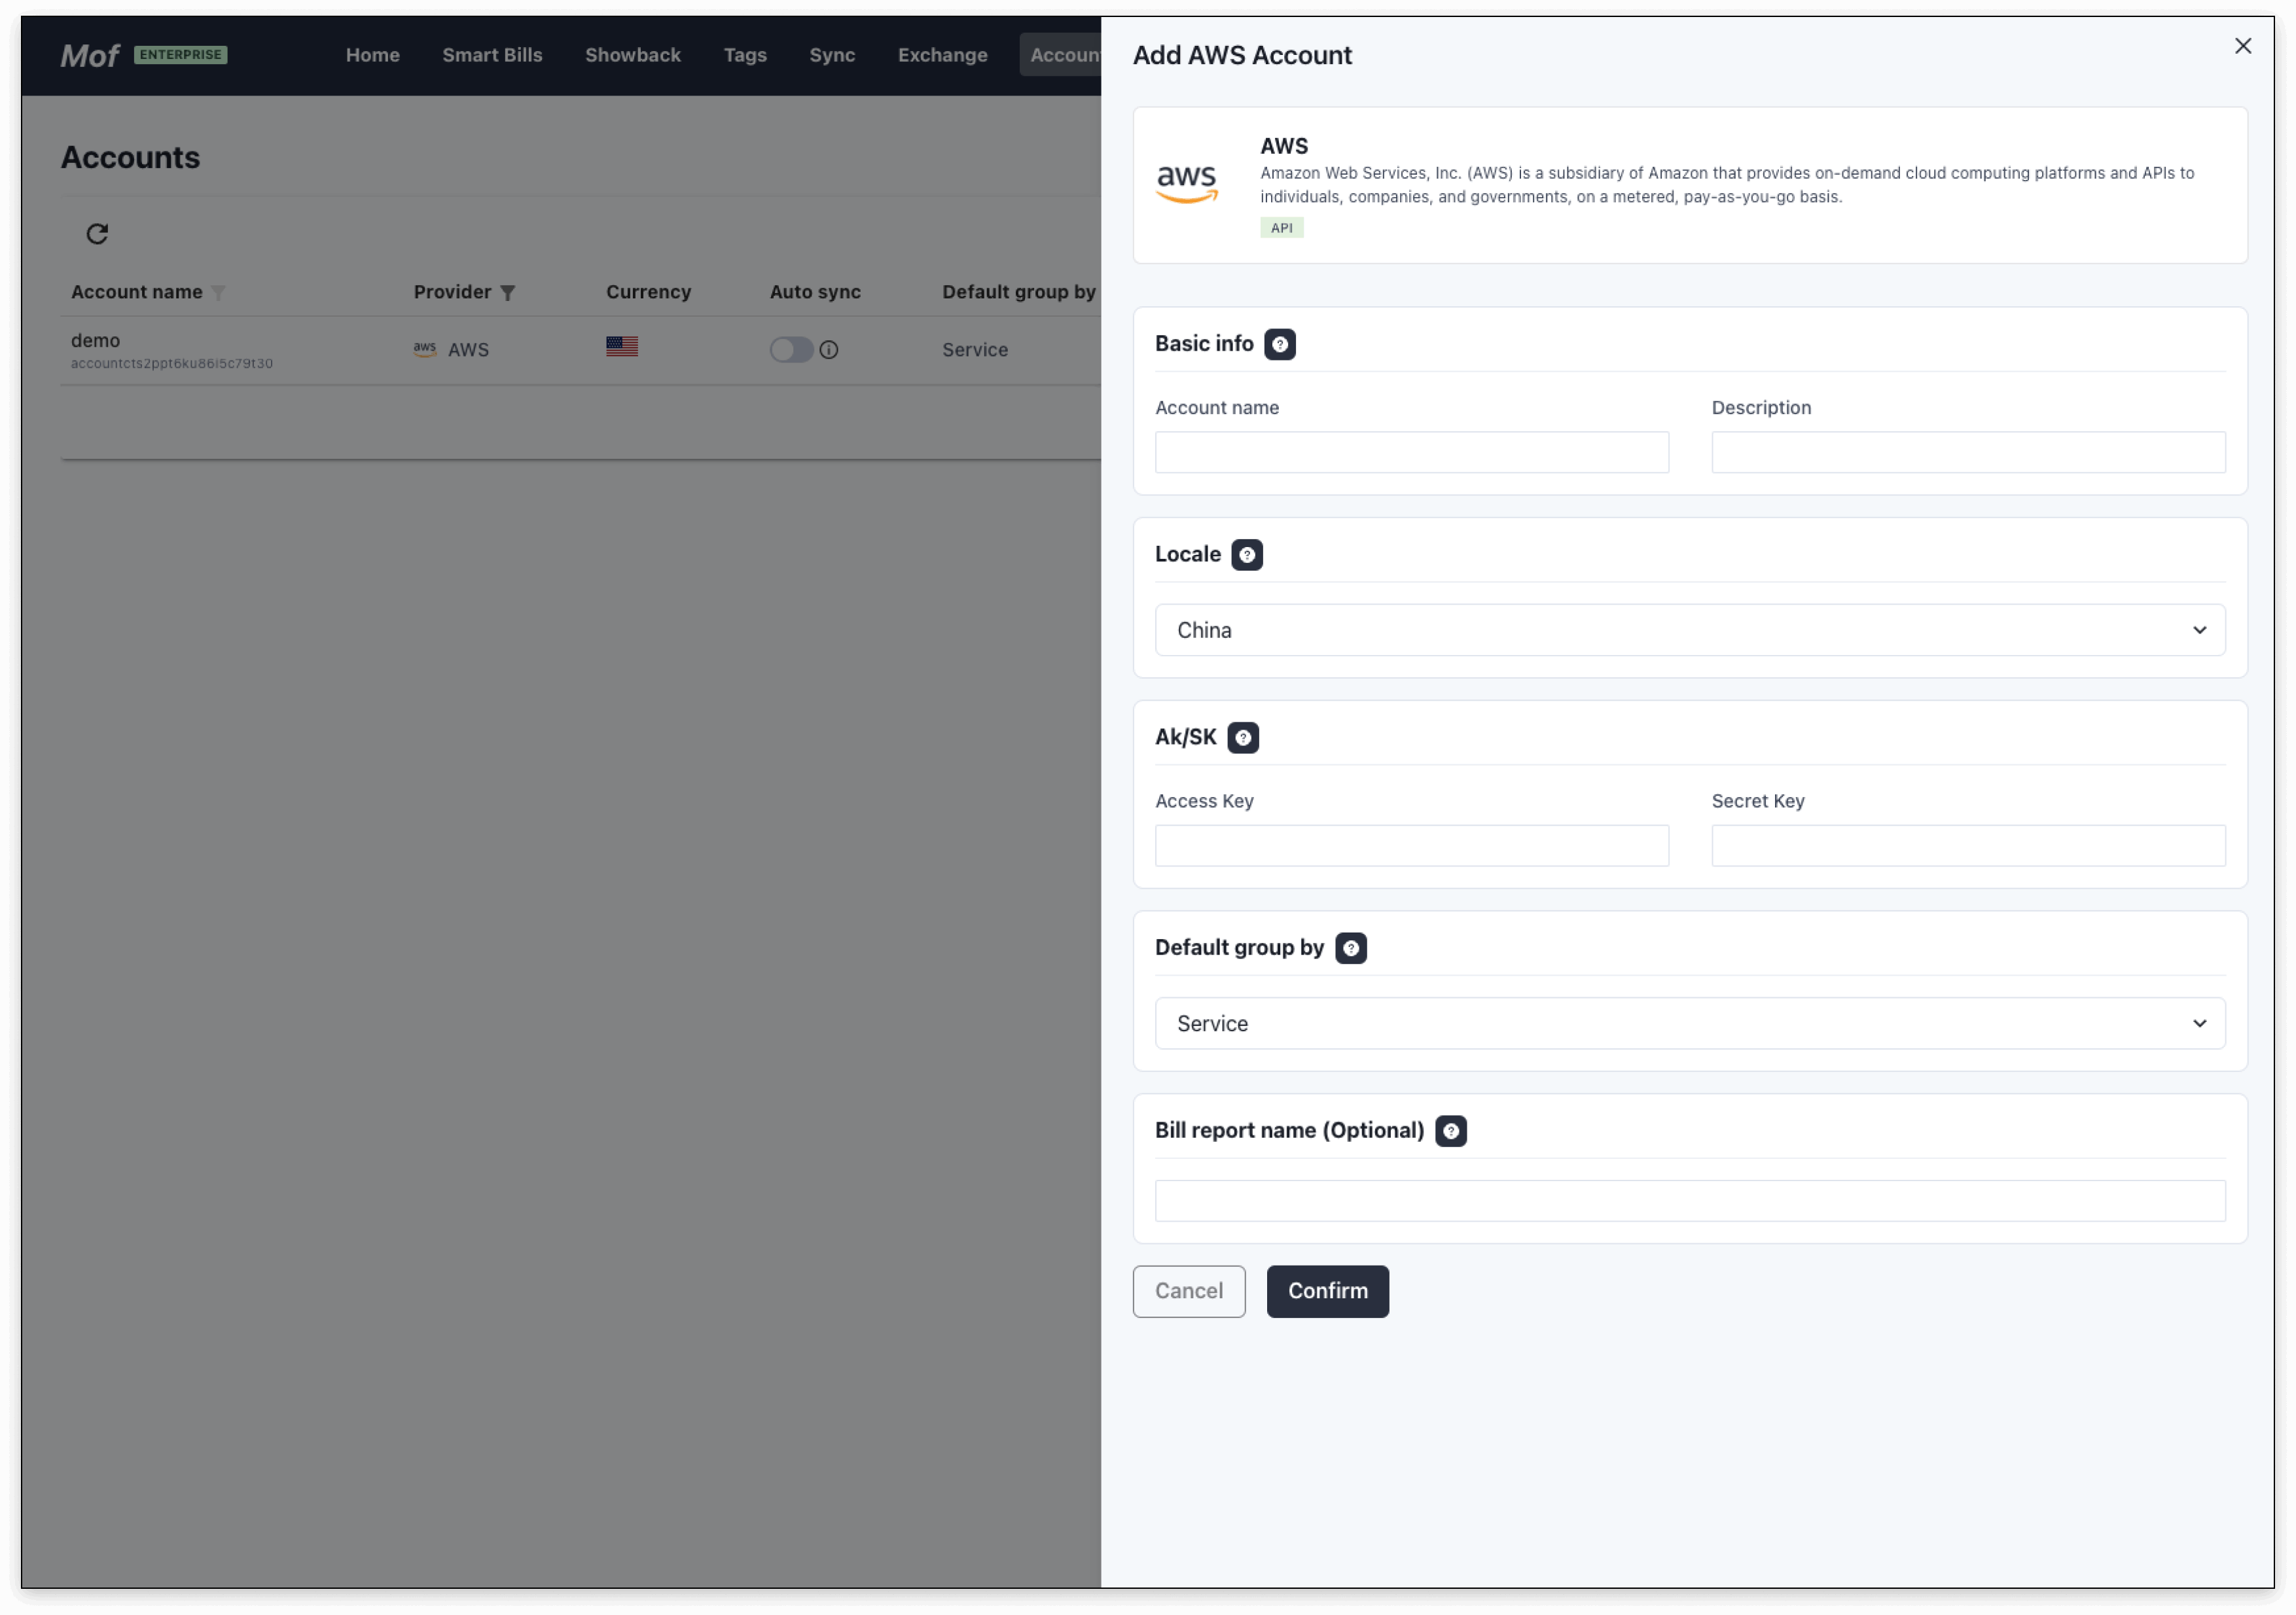 Mof ENTERPRISE Home Smart Bills Showback Tags Sync Exchange Accoun
Accounts
Account name Provider Currency Auto sync Default group by
demo
accountcts2ppt6ku86i5c79t30
aws AWS Service
Add AWS Account
aws
AWS
Amazon Web Services, Inc. (AWS) is a subsidiary of Amazon that provides on-demand cloud computing platforms and APIs to
individuals, companies, and governments, on a metered, pay-as-you-go basis.
API
Basic info
Account name Description
Locale
China
Ak/SK
Access Key Secret Key
Default group by
Service
Bill report name (Optional)
Cancel Confirm